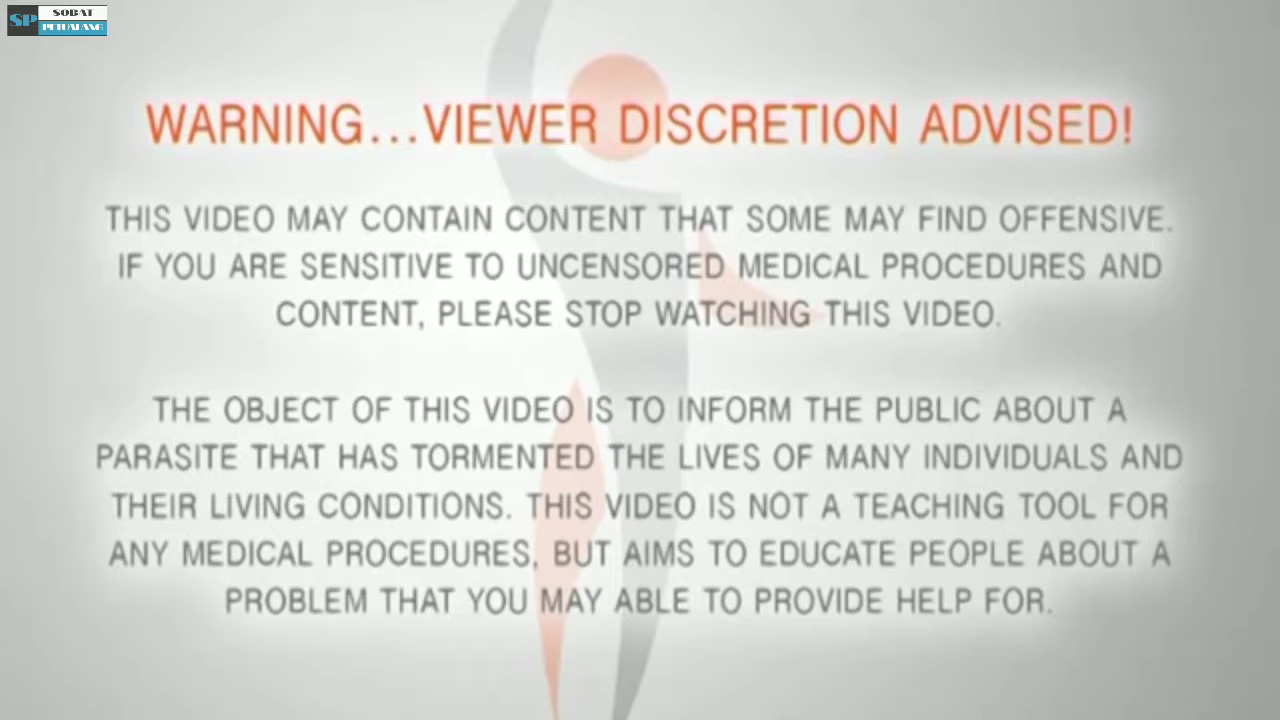 SP SOBAT
PETUALANG
WARNING...VIEWER DISCRETION ADVISED!
THIS VIDEO MAY CONTAIN CONTENT THAT SOME MAY FIND OFFENSIVE.
IF YOU ARE SENSITIVE TO UNCENSORED MEDICAL PROCEDURES AND
CONTENT, PLEASE STOP WATCHING THIS VIDEO.
THE OBJECT OF THIS VIDEO IS TO INFORM THE PUBLIC ABOUT A
PARASITE THAT HAS TORMENTED THE LIVES OF MANY INDIVIDUALS AND
THEIR LIVING CONDITIONS. THIS VIDEO IS NOT A TEACHING TOOL FOR
ANY MEDICAL PROCEDURES, BUT AIMS TO EDUCATE PEOPLE ABOUT A
PROBLEM THAT YOU MAY ABLE TO PROVIDE HELP FOR.